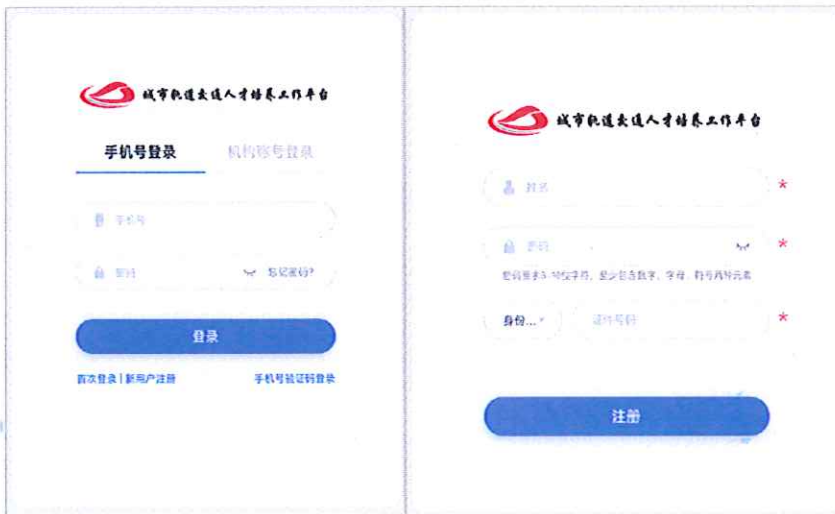 城市轨道交通人才培养工作平台
手机号登录
机构账号登录
手机号
密码
忘记密码?
登录
首次登录|新用户注册
手机号验证码登录
城市轨道交通人才培养工作平台
姓名 *
密码 *
身份... 证件号码 *
注册